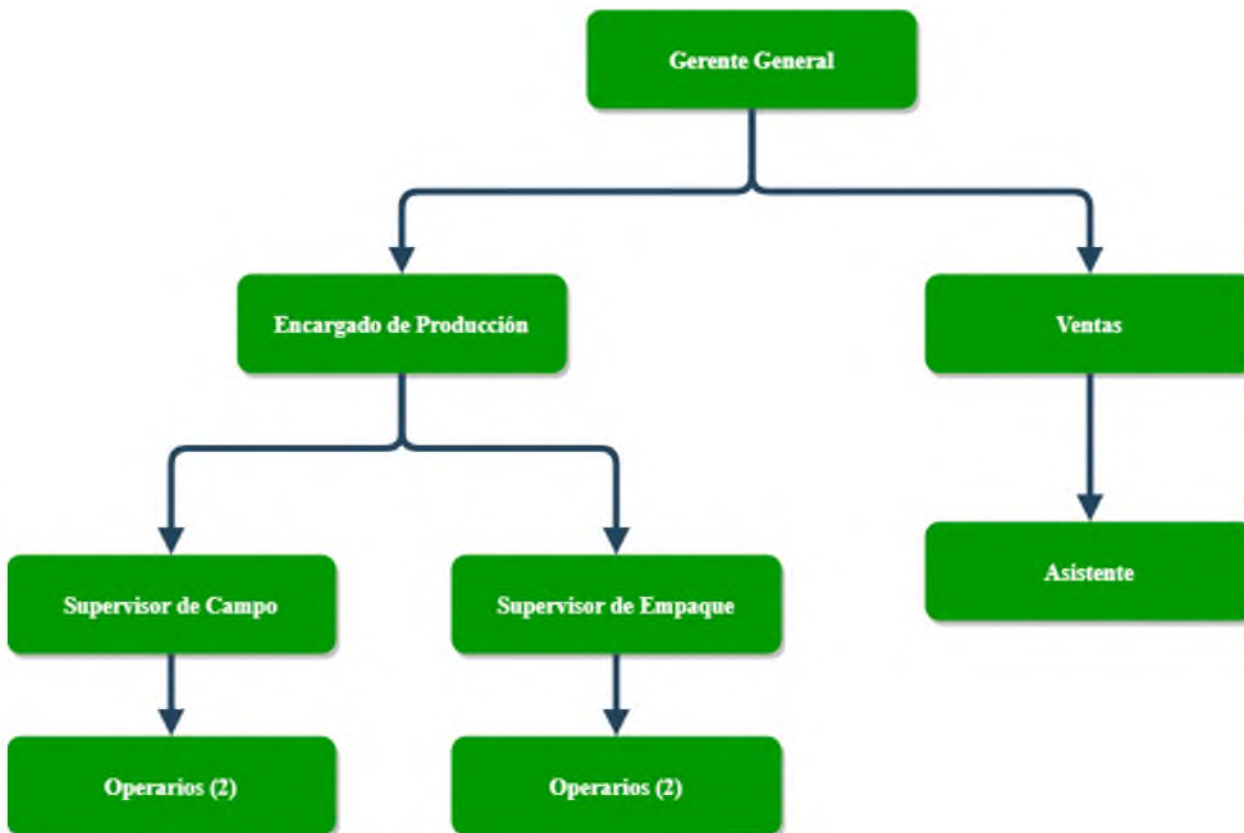 Gerente General
Encargado de Producción
Ventas
Supervisor de Campo
Supervisor de Empaque
Asistente
Operarios (2)
Operarios (2)